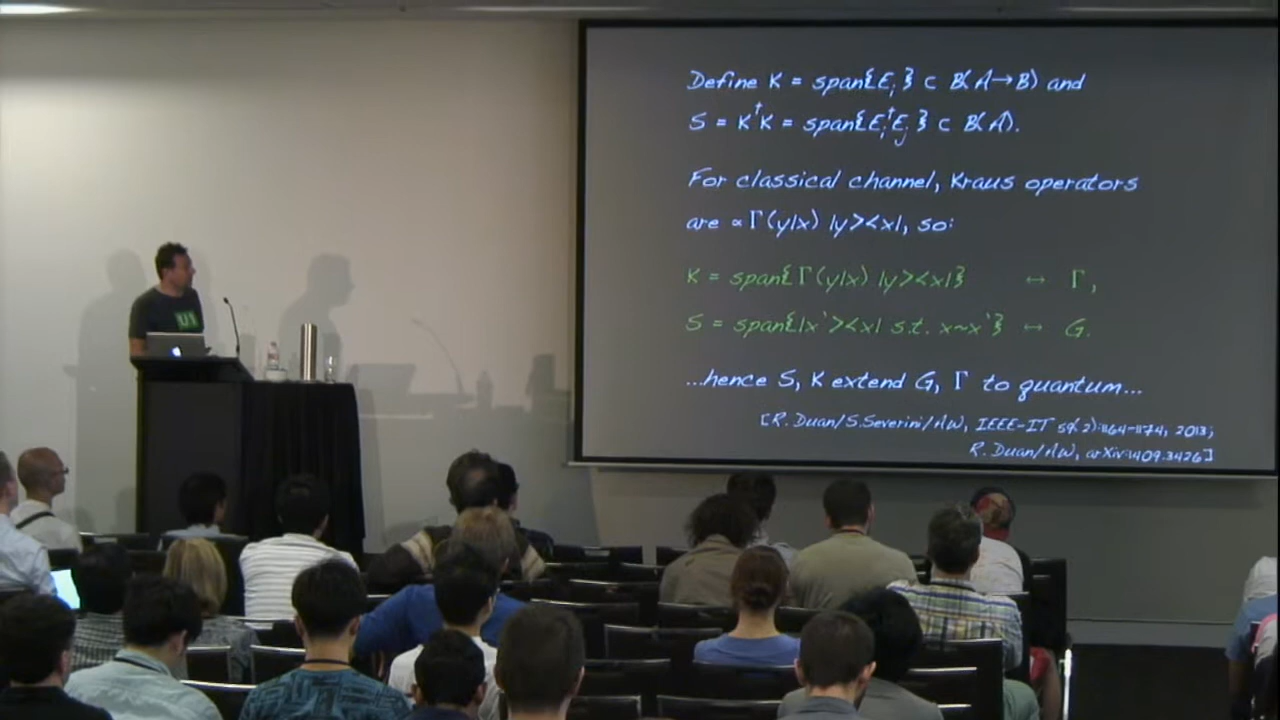 Define K = span{E_i} ⊂ B(A→B) and
S = K†K = span{E_i†E_j} ⊂ B(A).
For classical channel, Kraus operators
are ∝ Γ(y|x) |y><x|, so:
K = span{Γ(y|x) |y><x|} ↔ Γ,
S = span{|x'><x| s.t. x~x'} ↔ G.
...hence S, K extend G, Γ to quantum...
[R. Duan/S.Severini/AW, IEEE-IT 59(2):1164-1174, 2013;
R. Duan/AW, arXiv:1409.3426]